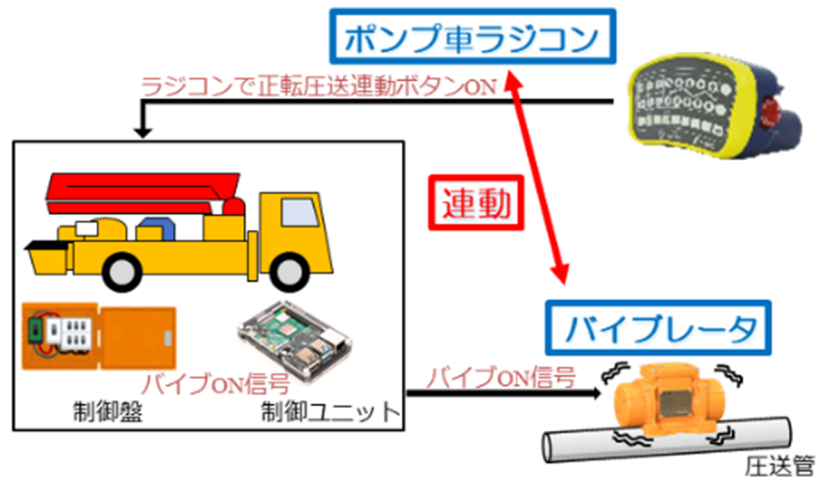 ポンプ車ラジコン
ラジコンで正転圧送連動ボタンON
連動
バイブレータ
バイブON信号
バイブON信号
制御盤
制御ユニット
圧送管